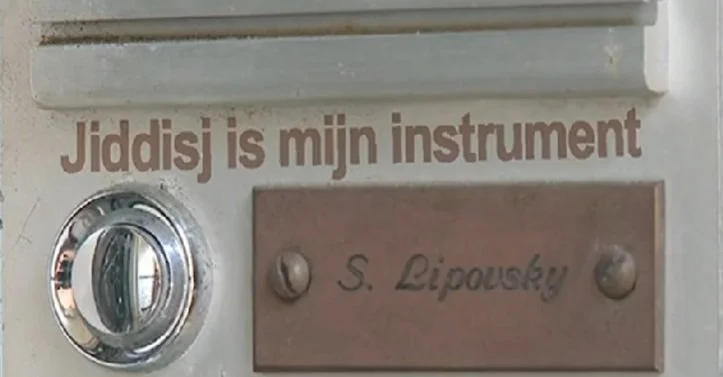 Jiddisj is mijn instrument
S. Lipovsky